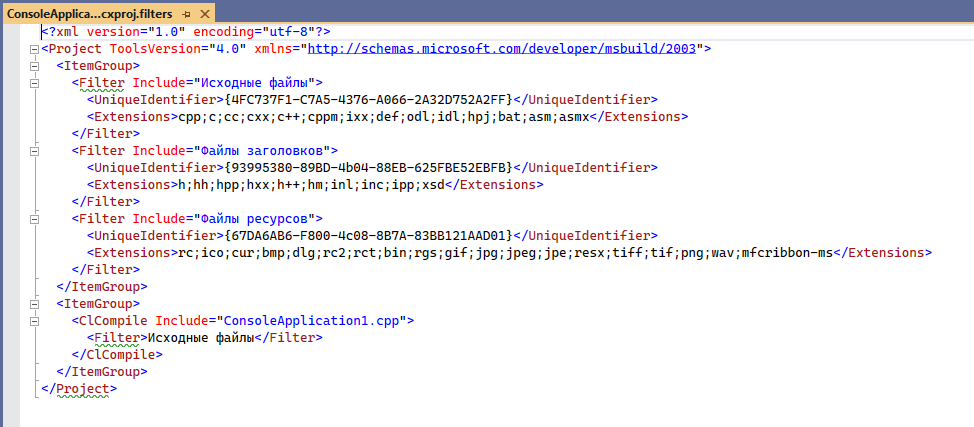 ConsoleApplica...cxproj.filters
<?xml version="1.0" encoding="utf-8"?>
<Project ToolsVersion="4.0" xmlns="http://schemas.microsoft.com/developer/msbuild/2003">
<ItemGroup>
<Filter Include="Исходные файлы">
<UniqueIdentifier>{4FC737F1-C7A5-4376-A066-2A32D752A2FF}</UniqueIdentifier>
<Extensions>cpp;c;cc;cxx;c++;cppm;ixx;def;odl;idl;hpj;bat;asm;asmx</Extensions>
</Filter>
<Filter Include="Файлы заголовков">
<UniqueIdentifier>{93995380-89BD-4b04-88EB-625FBE52EBFB}</UniqueIdentifier>
<Extensions>h;hh;hpp;hxx;h++;hm;inl;inc;ipp;xsd</Extensions>
</Filter>
<Filter Include="Файлы ресурсов">
<UniqueIdentifier>{67DA6AB6-F800-4c08-8B7A-83BB121AAD01}</UniqueIdentifier>
<Extensions>rc;ico;cur;bmp;dlg;rc2;rct;bin;rgs;gif;jpg;jpeg;jpe;resx;tiff;tif;png;wav;mfcribbon-ms</Extensions>
</Filter>
</ItemGroup>
<ItemGroup>
<ClCompile Include="ConsoleApplication1.cpp">
<Filter>Исходные файлы</Filter>
</ClCompile>
</ItemGroup>
</Project>